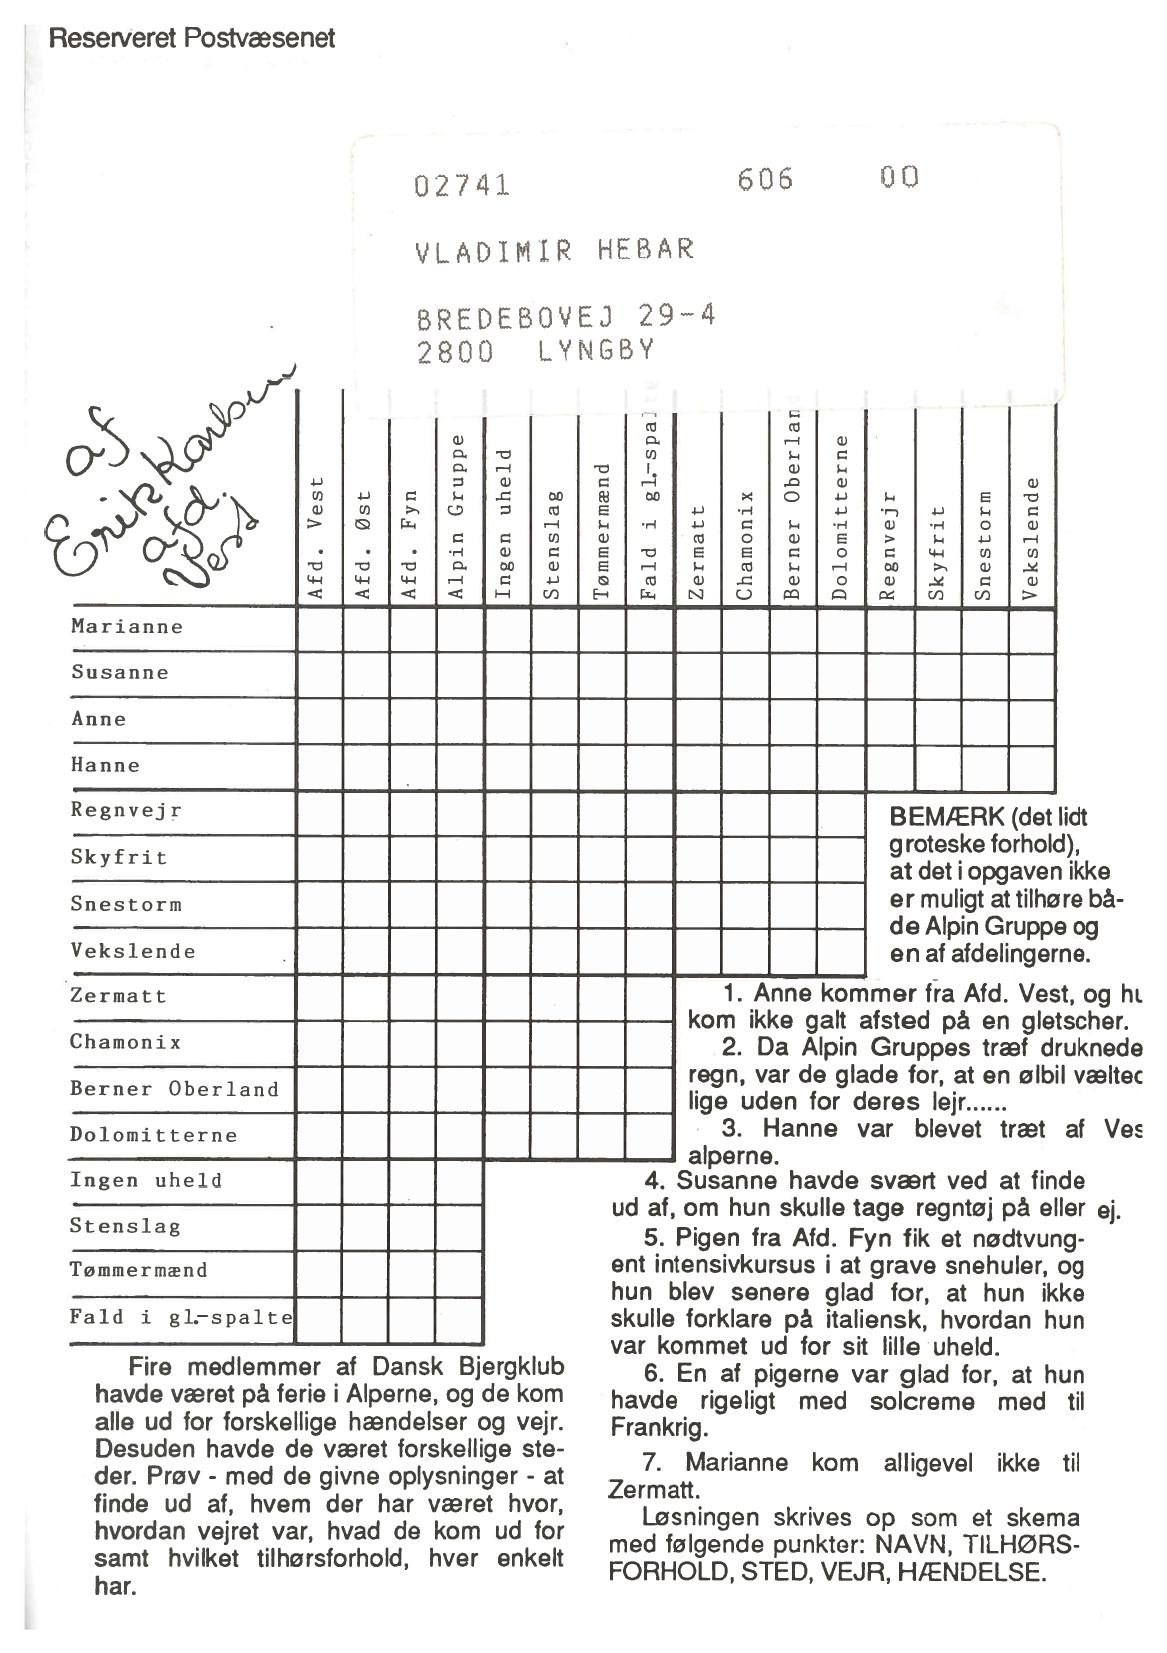 Reserveret Postvæsenet
02741 606 00
VLADIMIR HEBAR
BREDEBOVEJ 29-4
2800 LYNGBY
af
Erik Karlsen
afd.
Vest
Afd. Vest
Afd. Øst
Afd. Fyn
Alpin Gruppe
Ingen uheld
Stenslag
Tømmermænd
Fald i gl.-spalte
Zermatt
Chamonix
Berner Oberland
Dolomitterne
Regnvejr
Skyfrit
Snestorm
Vekslende
Marianne
Susanne
Anne
Hanne
Regnvejr
Skyfrit
Snestorm
Vekslende
Zermatt
Chamonix
Berner Oberland
Dolomitterne
Ingen uheld
Stenslag
Tømmermænd
Fald i gl.-spalte
Fire medlemmer af Dansk Bjergklub
havde været på ferie i Alperne, og de kom
alle ud for forskellige hændelser og vejr.
Desuden havde de været forskellige ste-
der. Prøv - med de givne oplysninger - at
finde ud af, hvem der har været hvor,
hvordan vejret var, hvad de kom ud for
samt hvilket tilhørsforhold, hver enkelt
har.
BEMÆRK (det lidt
groteske forhold),
at det i opgaven ikke
er muligt at tilhøre bå-
de Alpin Gruppe og
en af afdelingerne.
1. Anne kommer fra Afd. Vest, og hu
kom ikke galt afsted på en gletscher.
2. Da Alpin Gruppes træf druknede
regn, var de glade for, at en ølbil væltec
lige uden for deres lejr......
3. Hanne var blevet træt af Ves
alperne.
4. Susanne havde svært ved at finde
ud af, om hun skulle tage regntøj på eller ej.
5. Pigen fra Afd. Fyn fik et nødtvung-
ent intensivkursus i at grave snehuler, og
hun blev senere glad for, at hun ikke
skulle forklare på italiensk, hvordan hun
var kommet ud for sit lille uheld.
6. En af pigerne var glad for, at hun
havde rigeligt med solcreme med til
Frankrig.
7. Marianne kom alligevel ikke til
Zermatt.
Løsningen skrives op som et skema
med følgende punkter: NAVN, TILHØRS-
FORHOLD, STED, VEJR, HÆNDELSE.